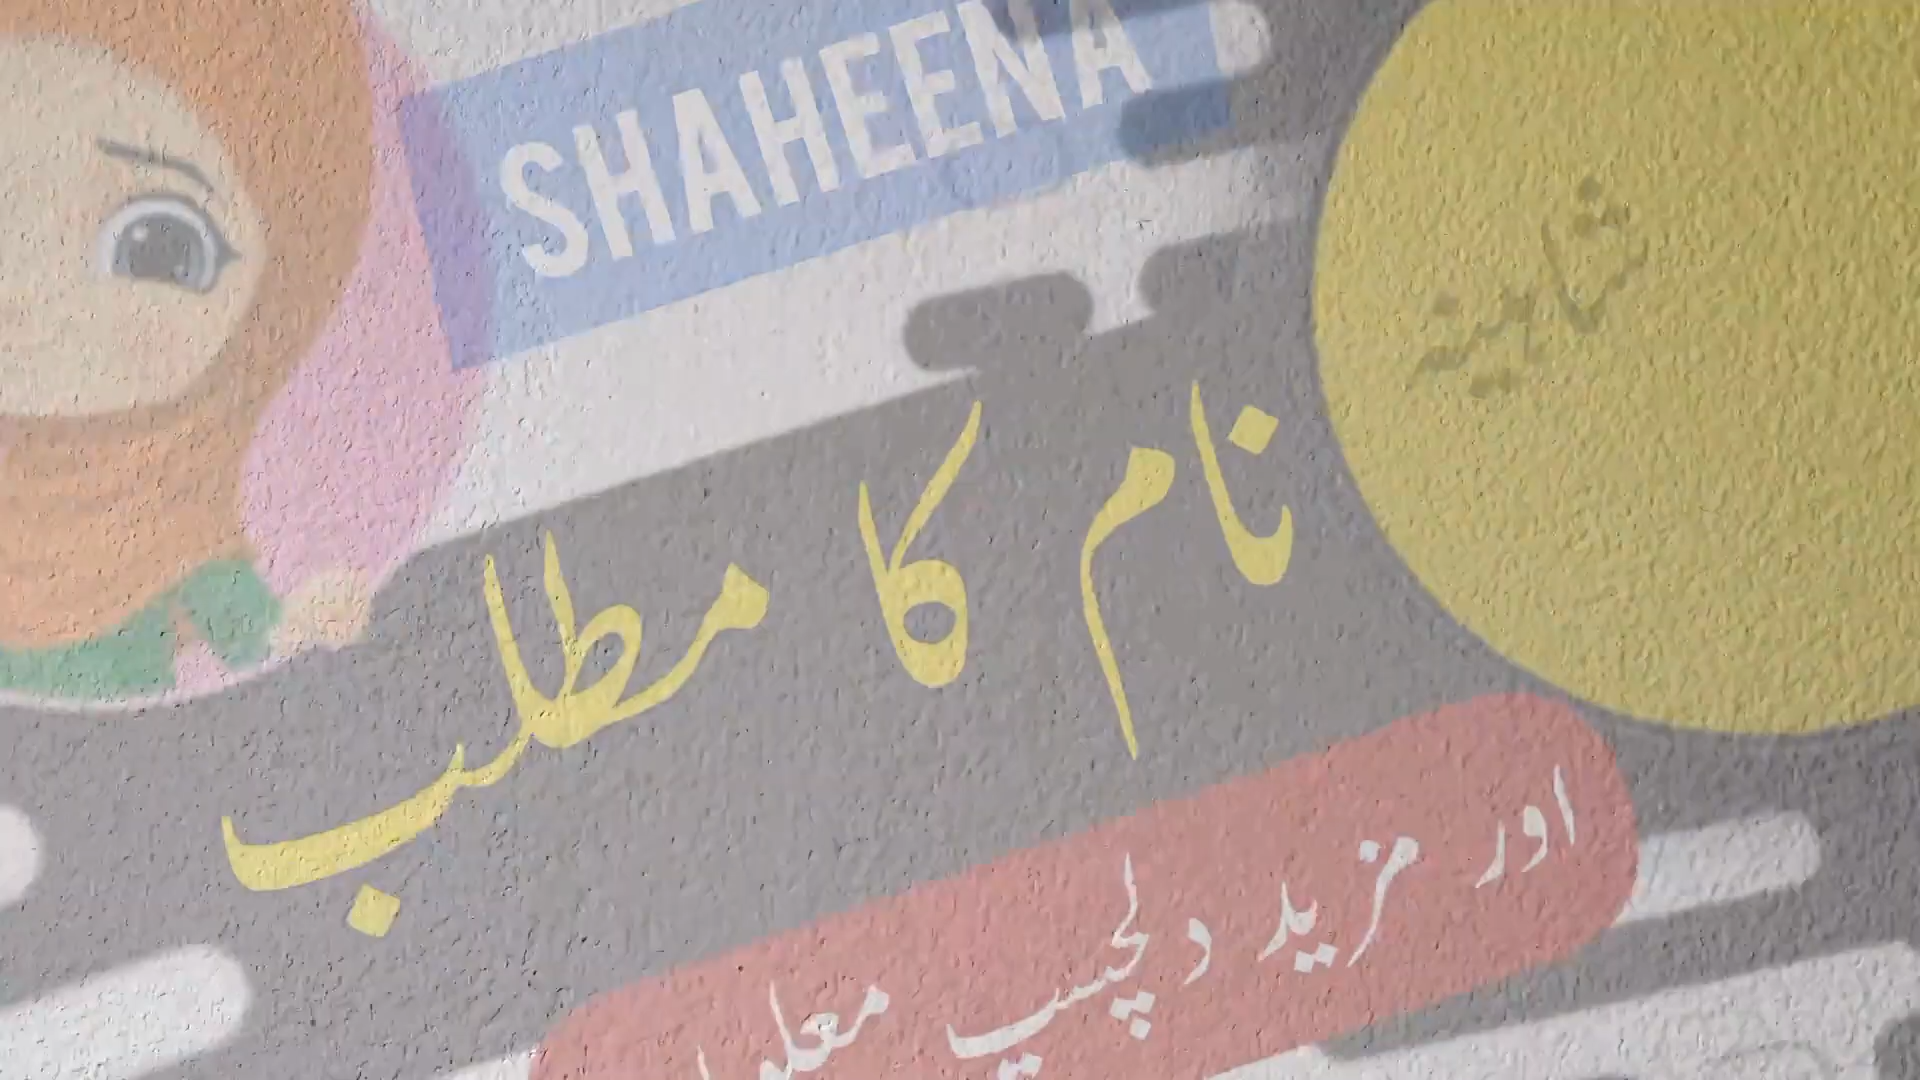 SHAHEENA
شاہینہ
نام کا مطلب
اور مزید دلچسپ